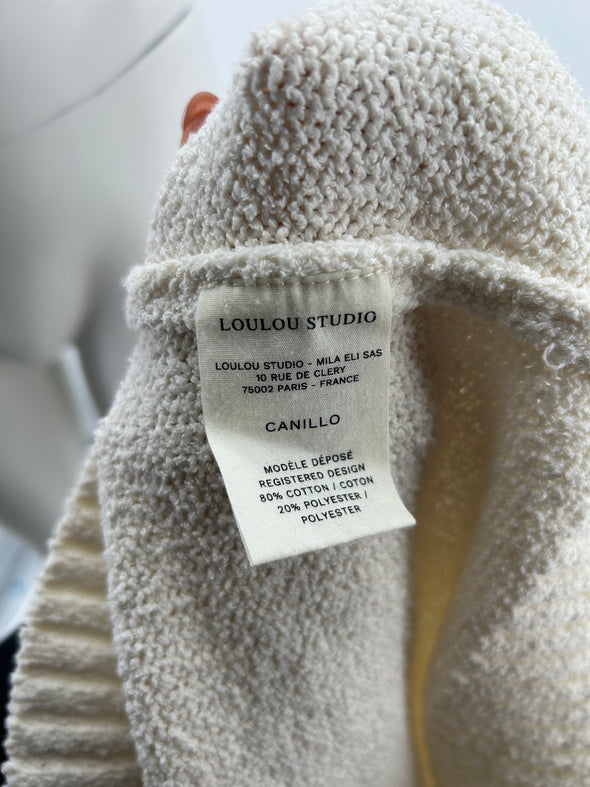 LOULOU STUDIO
LOULOU STUDIO - MILA ELI SAS
10 RUE DE CLERY
75002 PARIS - FRANCE
CANILLO
MODÈLE DÉPOSÉ
REGISTERED DESIGN
80% COTTON / COTON
20% POLYESTER /
POLYESTER